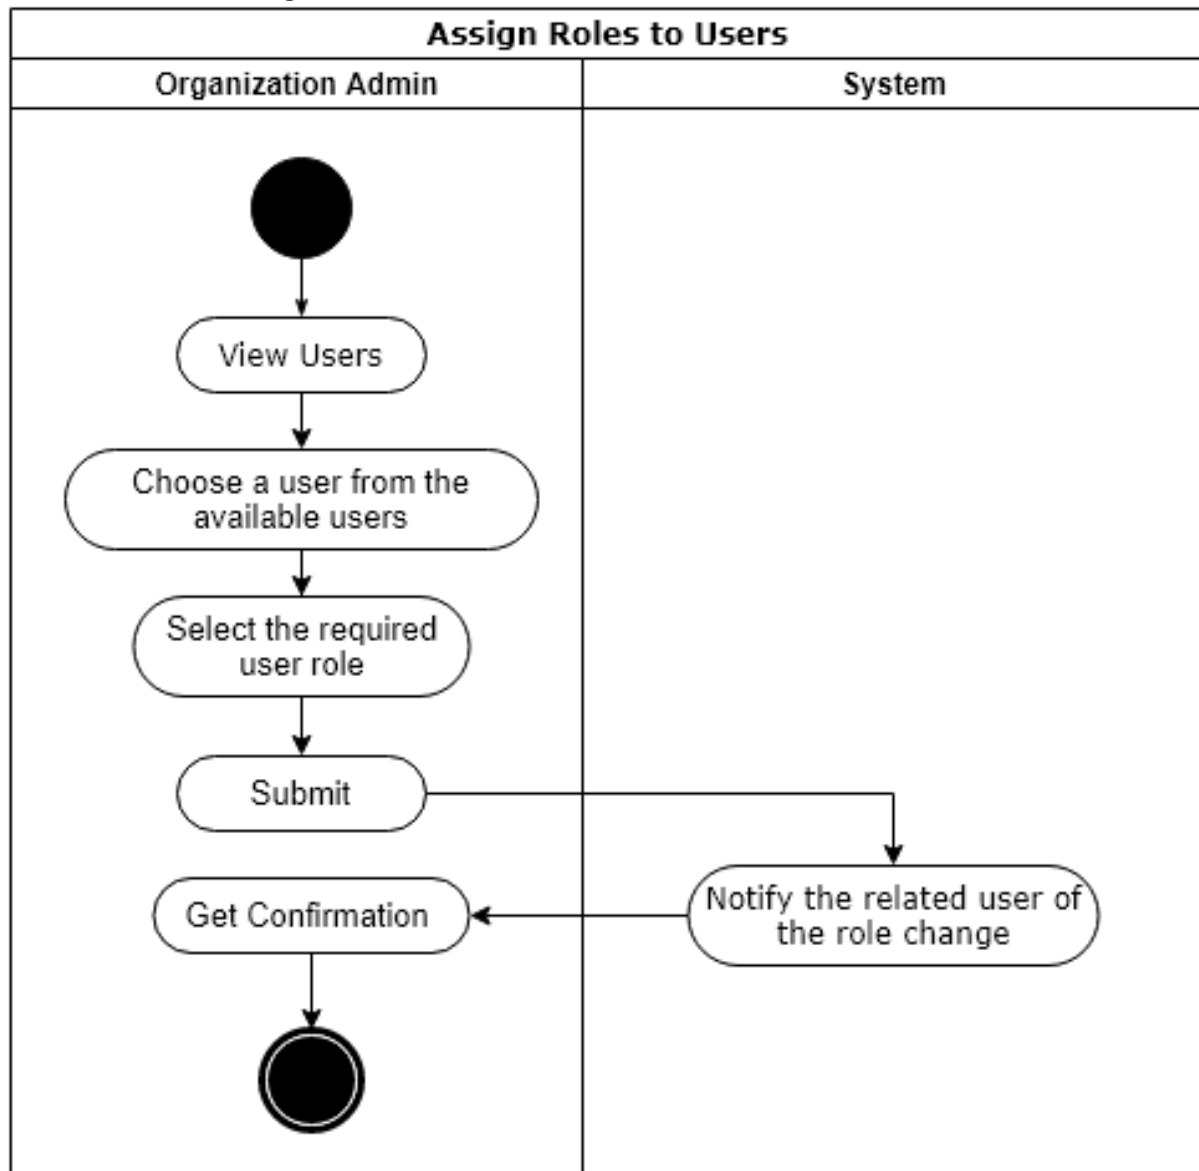 Assign Roles to Users
Organization Admin
System
View Users
Choose a user from the
available users
Select the required
user role
Submit
Notify the related user of
the role change
Get Confirmation